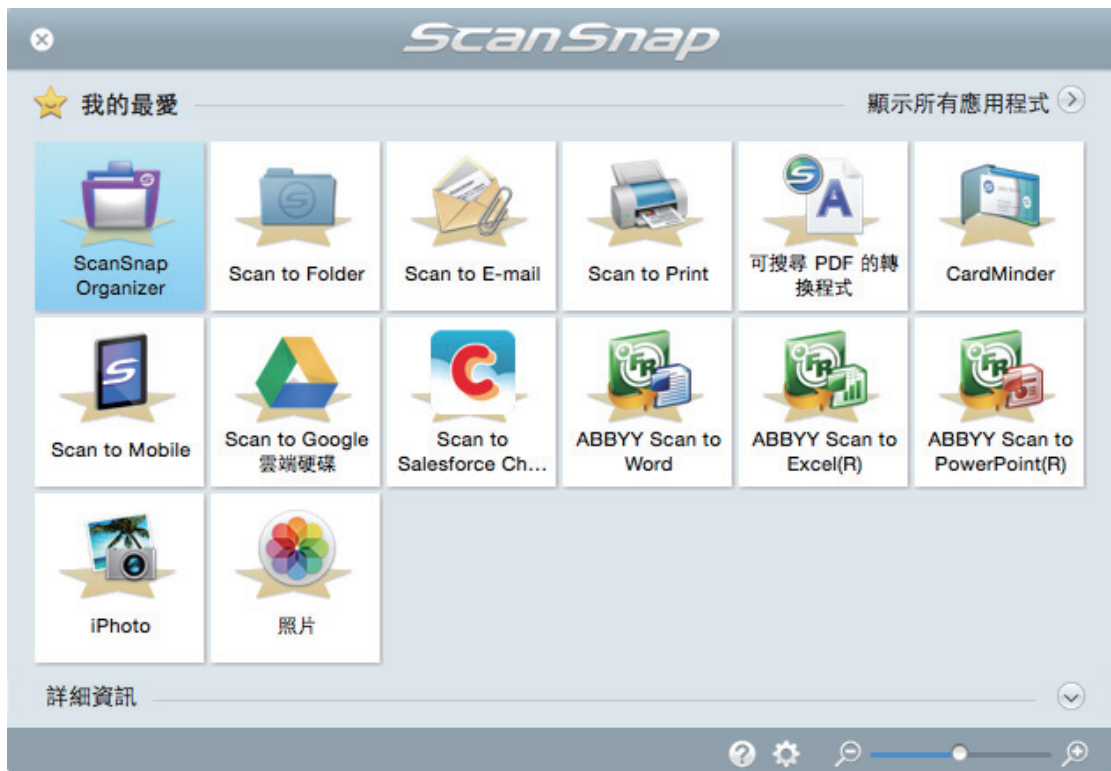 ScanSnap
我的最愛
顯示所有應用程式
ScanSnap
Organizer
Scan to Folder
Scan to E-mail
Scan to Print
可搜尋 PDF 的轉
換程式
CardMinder
Scan to Mobile
Scan to Google
雲端硬碟
Scan to
Salesforce Ch...
ABBYY Scan to
Word
ABBYY Scan to
Excel(R)
ABBYY Scan to
PowerPoint(R)
iPhoto
照片
詳細資訊